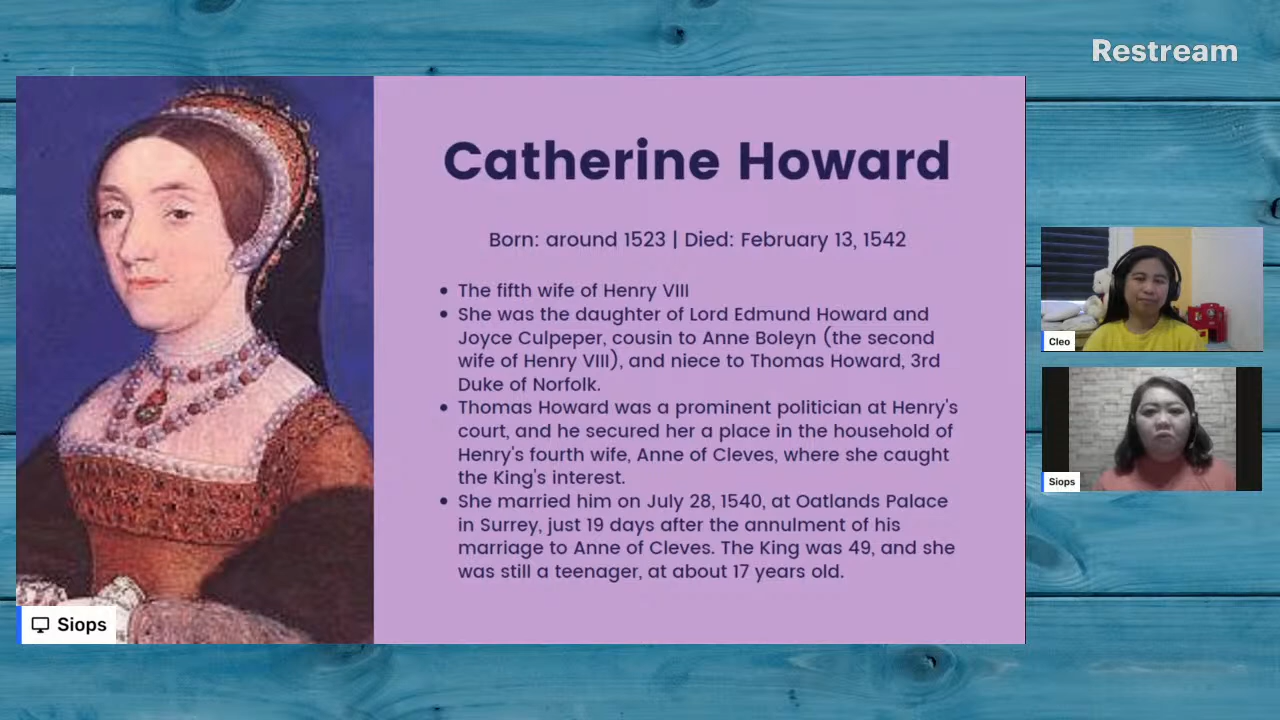 Restream
Catherine Howard
Born: around 1523 | Died: February 13, 1542
• The fifth wife of Henry VIII
• She was the daughter of Lord Edmund Howard and
Joyce Culpeper, cousin to Anne Boleyn (the second
wife of Henry VIII), and niece to Thomas Howard, 3rd
Duke of Norfolk.
• Thomas Howard was a prominent politician at Henry's
court, and he secured her a place in the household of
Henry's fourth wife, Anne of Cleves, where she caught
the King's interest.
• She married him on July 28, 1540, at Oatlands Palace
in Surrey, just 19 days after the annulment of his
marriage to Anne of Cleves. The King was 49, and she
was still a teenager, at about 17 years old.
Siops
Cleo
Siops